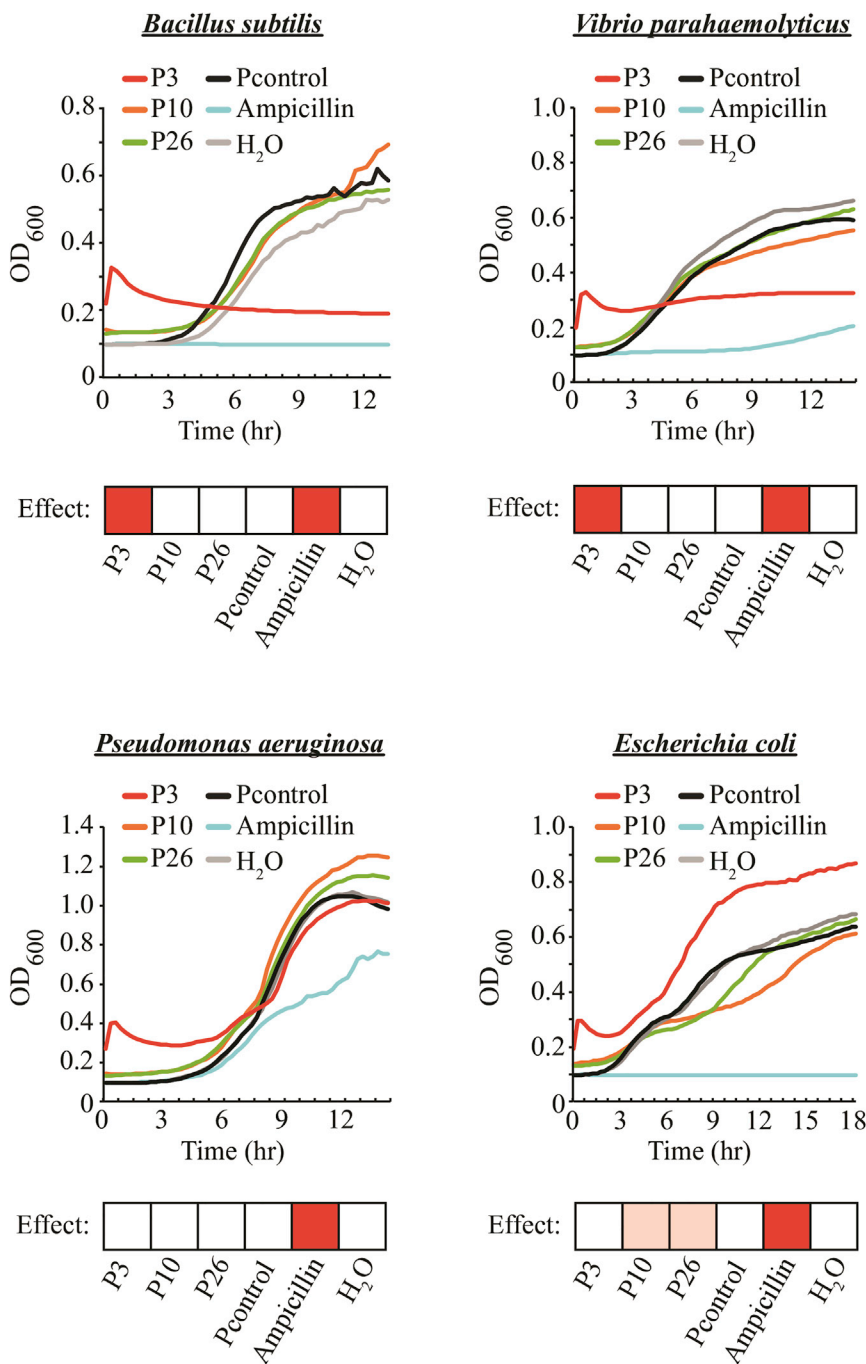 Bacillus subtilis
P3 Pcontrol
P10 Ampicillin
P26 H2O
0.8
0.6
0.4
0.2
0
OD600
0 3 6 9 12
Time (hr)
Effect:
P3 P10 P26 Pcontrol Ampicillin H2O
Vibrio parahaemolyticus
P3 Pcontrol
P10 Ampicillin
P26 H2O
1.0
0.8
0.6
0.4
0.2
0
OD600
0 3 6 9 12
Time (hr)
Effect:
P3 P10 P26 Pcontrol Ampicillin H2O
Pseudomonas aeruginosa
P3 Pcontrol
P10 Ampicillin
P26 H2O
1.4
1.2
1.0
0.8
0.6
0.4
0.2
0
OD600
0 3 6 9 12
Time (hr)
Effect:
P3 P10 P26 Pcontrol Ampicillin H2O
Escherichia coli
P3 Pcontrol
P10 Ampicillin
P26 H2O
1.0
0.8
0.6
0.4
0.2
0
OD600
0 3 6 9 12 15 18
Time (hr)
Effect:
P3 P10 P26 Pcontrol Ampicillin H2O